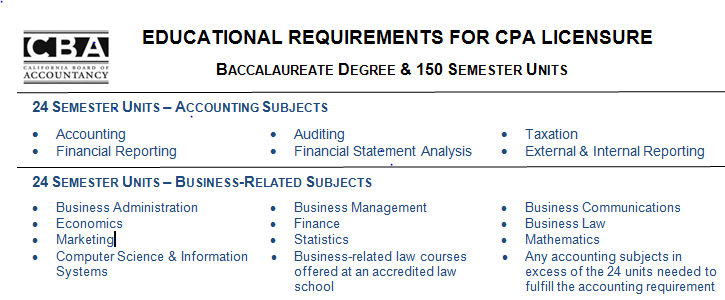 CBA
CALIFORNIA BOARD OF
ACCOUNTANCY
EDUCATIONAL REQUIREMENTS FOR CPA LICENSURE
BACCALAUREATE DEGREE & 150 SEMESTER UNITS
24 SEMESTER UNITS – ACCOUNTING SUBJECTS
• Accounting • Auditing • Taxation
• Financial Reporting • Financial Statement Analysis • External & Internal Reporting
24 SEMESTER UNITS – BUSINESS-RELATED SUBJECTS
• Business Administration • Business Management • Business Communications
• Economics • Finance • Business Law
• Marketing • Statistics • Mathematics
• Computer Science & Information
Systems
• Business-related law courses
offered at an accredited law
school
• Any accounting subjects in
excess of the 24 units needed to
fulfill the accounting requirement